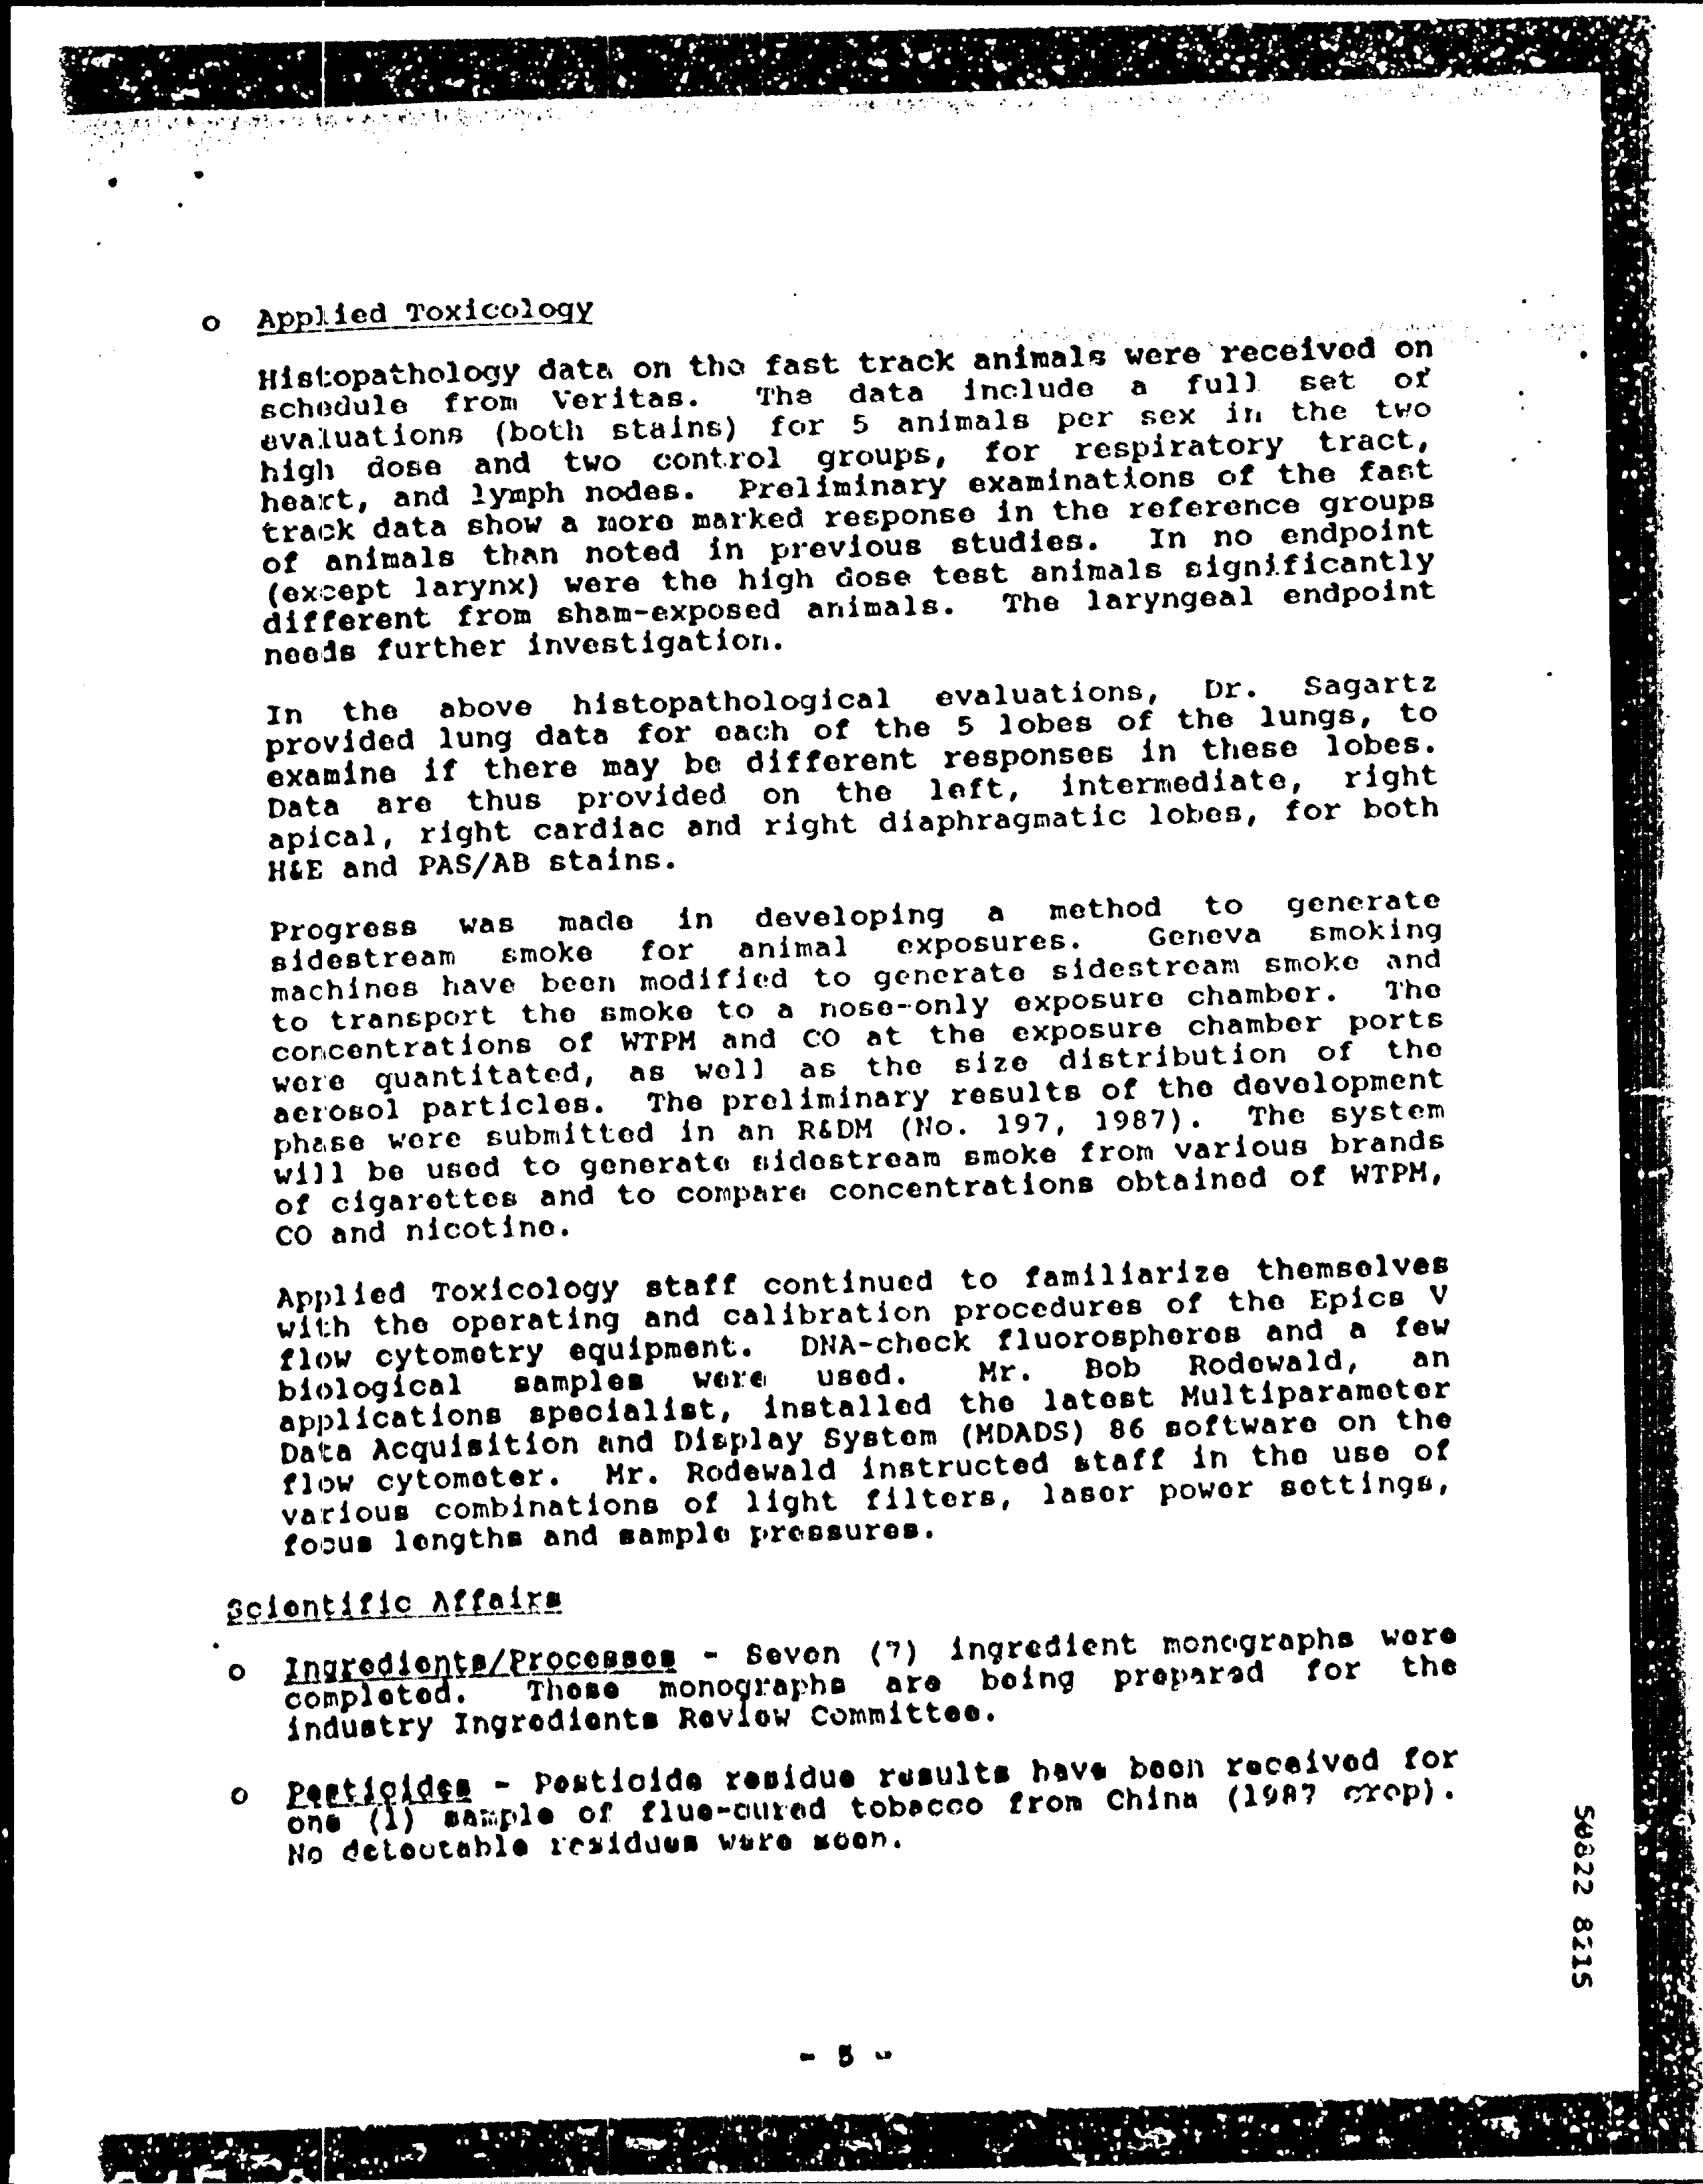 o Applied Toxicology
Histopathology data on the fast track animals were received on
schedule from Veritas. The data include a full set of
evaluations (both stains) for 5 animals per sex in the two
high dose and two control groups, for respiratory tract,
heart, and lymph nodes. Preliminary examinations of the fast
track data show a more marked response in the reference groups
of animals than noted in previous studies. In no endpoint
(except larynx) were the high dose test animals significantly
different from sham-exposed animals. The laryngeal endpoint
needs further investigation.
In the above histopathological evaluations, Dr. Sagartz
provided lung data for each of the 5 lobes of the lungs, to
examine if there may be different responses in these lobes.
Data are thus provided on the left, intermediate, right
apical, right cardiac and right diaphragmatic lobes, for both
H&E and PAS/AB stains.
Progress was made in developing a method to generate
sidestream smoke for animal exposures. Geneva smoking
machines have been modified to generate sidestream smoke and
to transport the smoke to a nose-only exposure chamber. The
concentrations of WTPM and CO at the exposure chamber ports
were quantitated, as well as the size distribution of the
aerosol particles. The preliminary results of the development
phase were submitted in an R&DM (No. 197, 1987). The system
will be used to generate sidestream smoke from various brands
of cigarettes and to compare concentrations obtained of WTPM,
CO and nicotine.
Applied Toxicology staff continued to familiarize themselves
with the operating and calibration procedures of the Epics V
flow cytometry equipment. DNA-check fluorospheres and a few
biological samples were used. Mr. Bob Rodewald, an
applications specialist, installed the latest Multiparameter
Data Acquisition and Display System (MDADS) 86 software on the
flow cytometer. Mr. Rodewald instructed staff in the use of
various combinations of light filters, laser power settings,
focus lengths and sample pressures.
Scientific Affairs
o Ingredients/Processes - Seven (7) ingredient monographs were
completed. These monographs are being prepared for the
industry Ingredients Review Committee.
o Pesticides - Pesticide residue results have been received for
one (1) sample of flue-cured tobacco from China (1987 crop).
No detectable residues were seen.
50822 8215
- 5 -